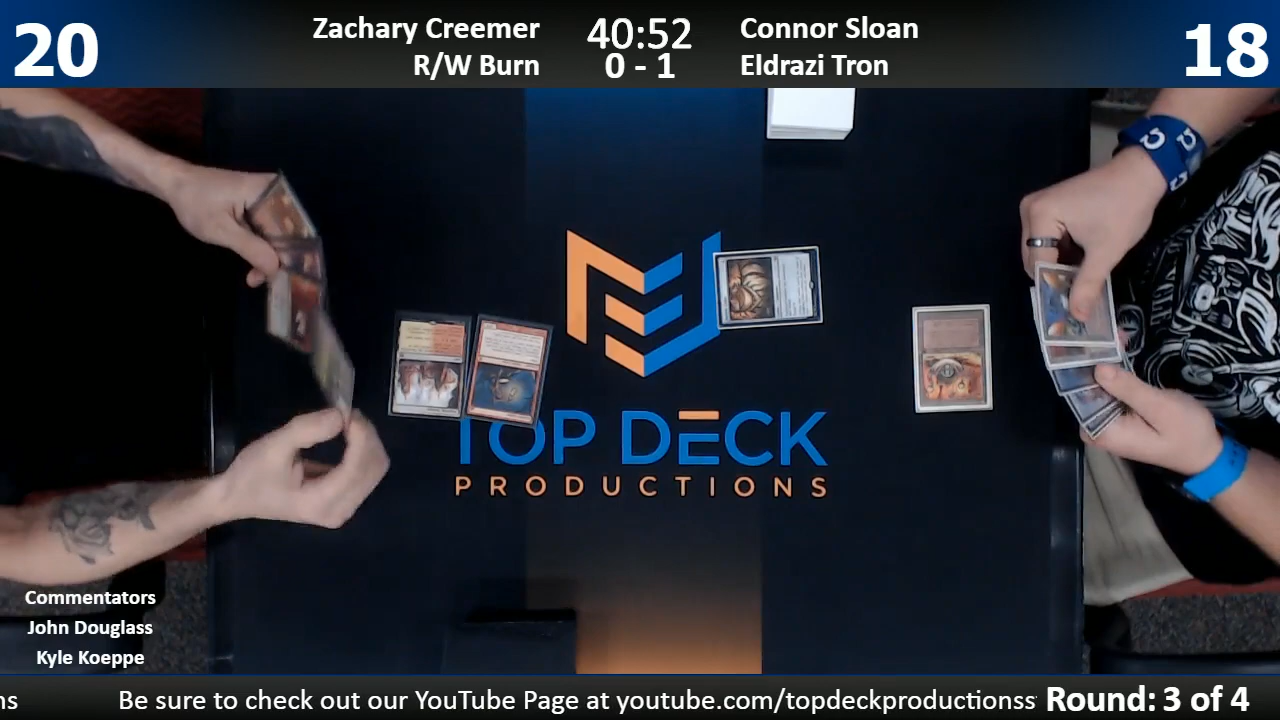 20
Zachary Creemer
R/W Burn
40:52
0 - 1
Connor Sloan
Eldrazi Tron
18
TOP DECK
PRODUCTIONS
Commentators
John Douglass
Kyle Koeppe
ns Be sure to check out our YouTube Page at youtube.com/topdeckproductionss
Round: 3 of 4